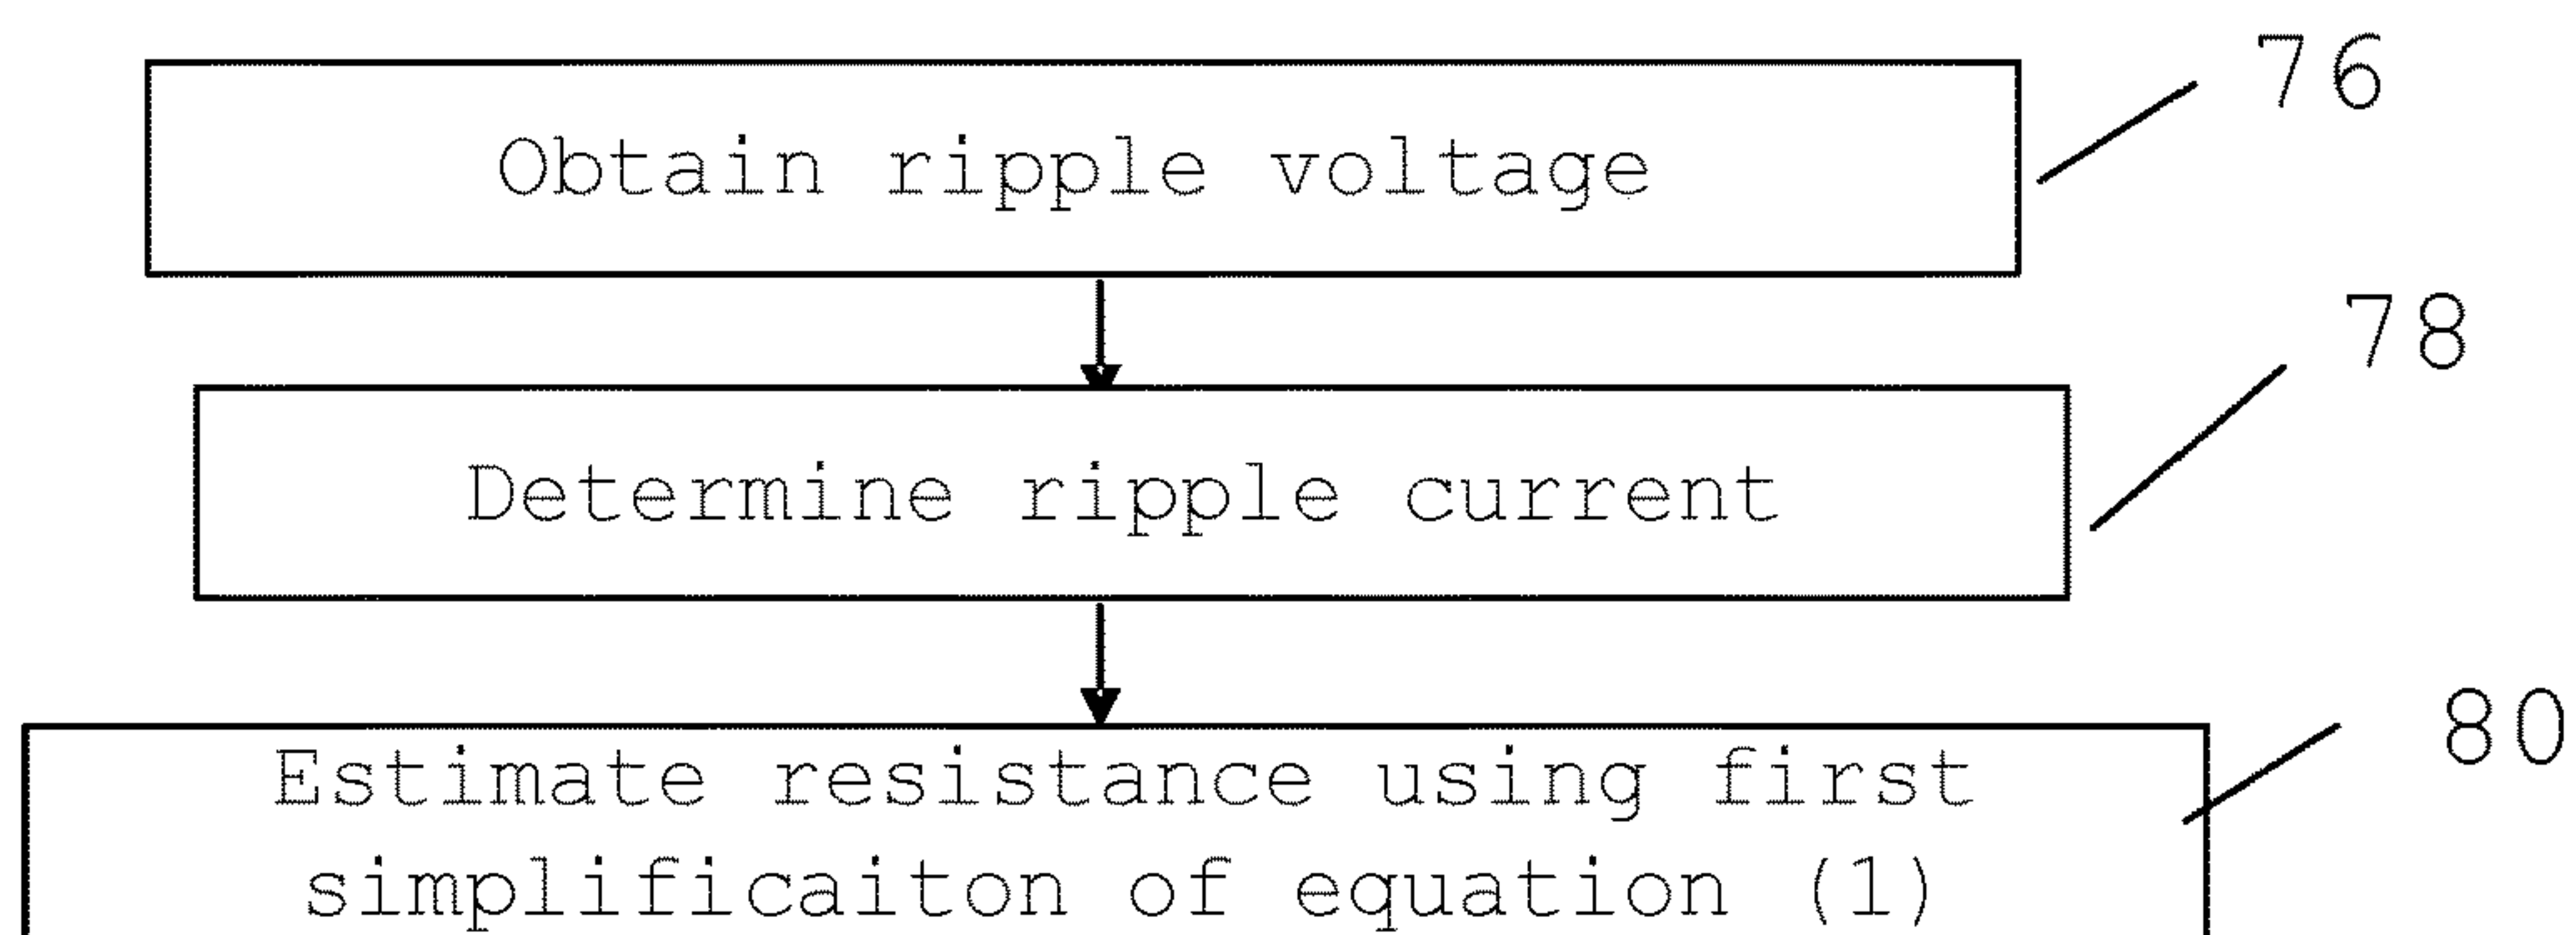 76
Obtain ripple voltage
78
Determine ripple current
80
Estimate resistance using first
simplificaiton of equation (1)